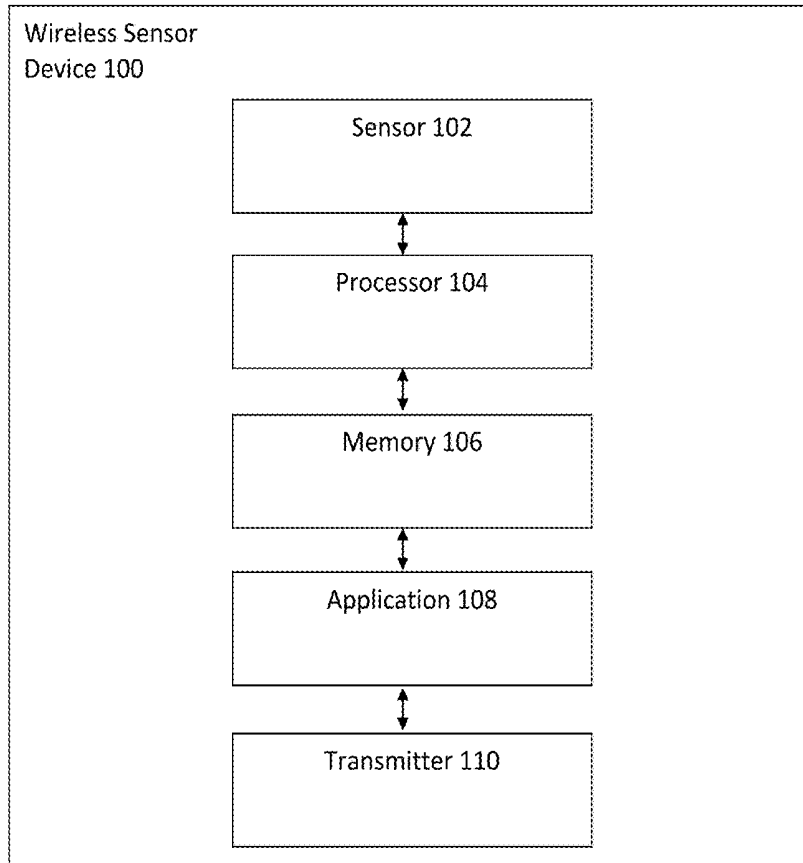 Wireless Sensor
Device 100
Sensor 102
Processor 104
Memory 106
Application 108
Transmitter 110